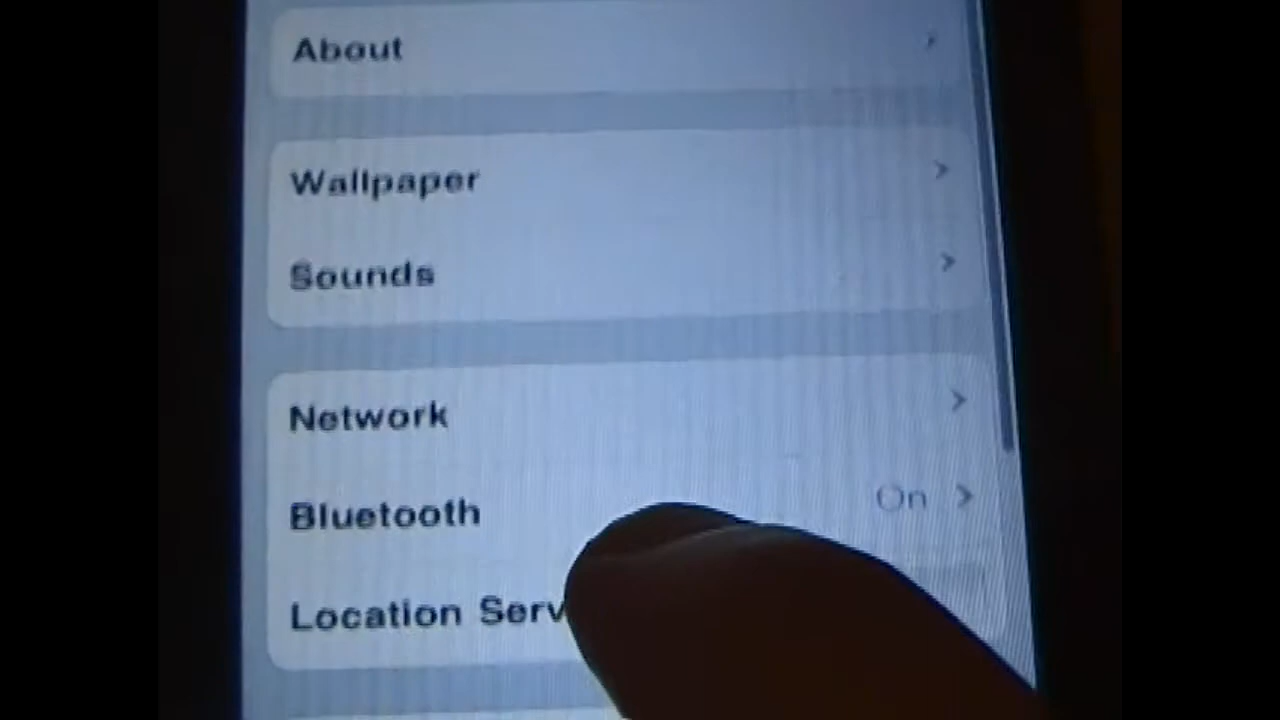 About
Wallpaper
Sounds
Network
Bluetooth On
Location Serv